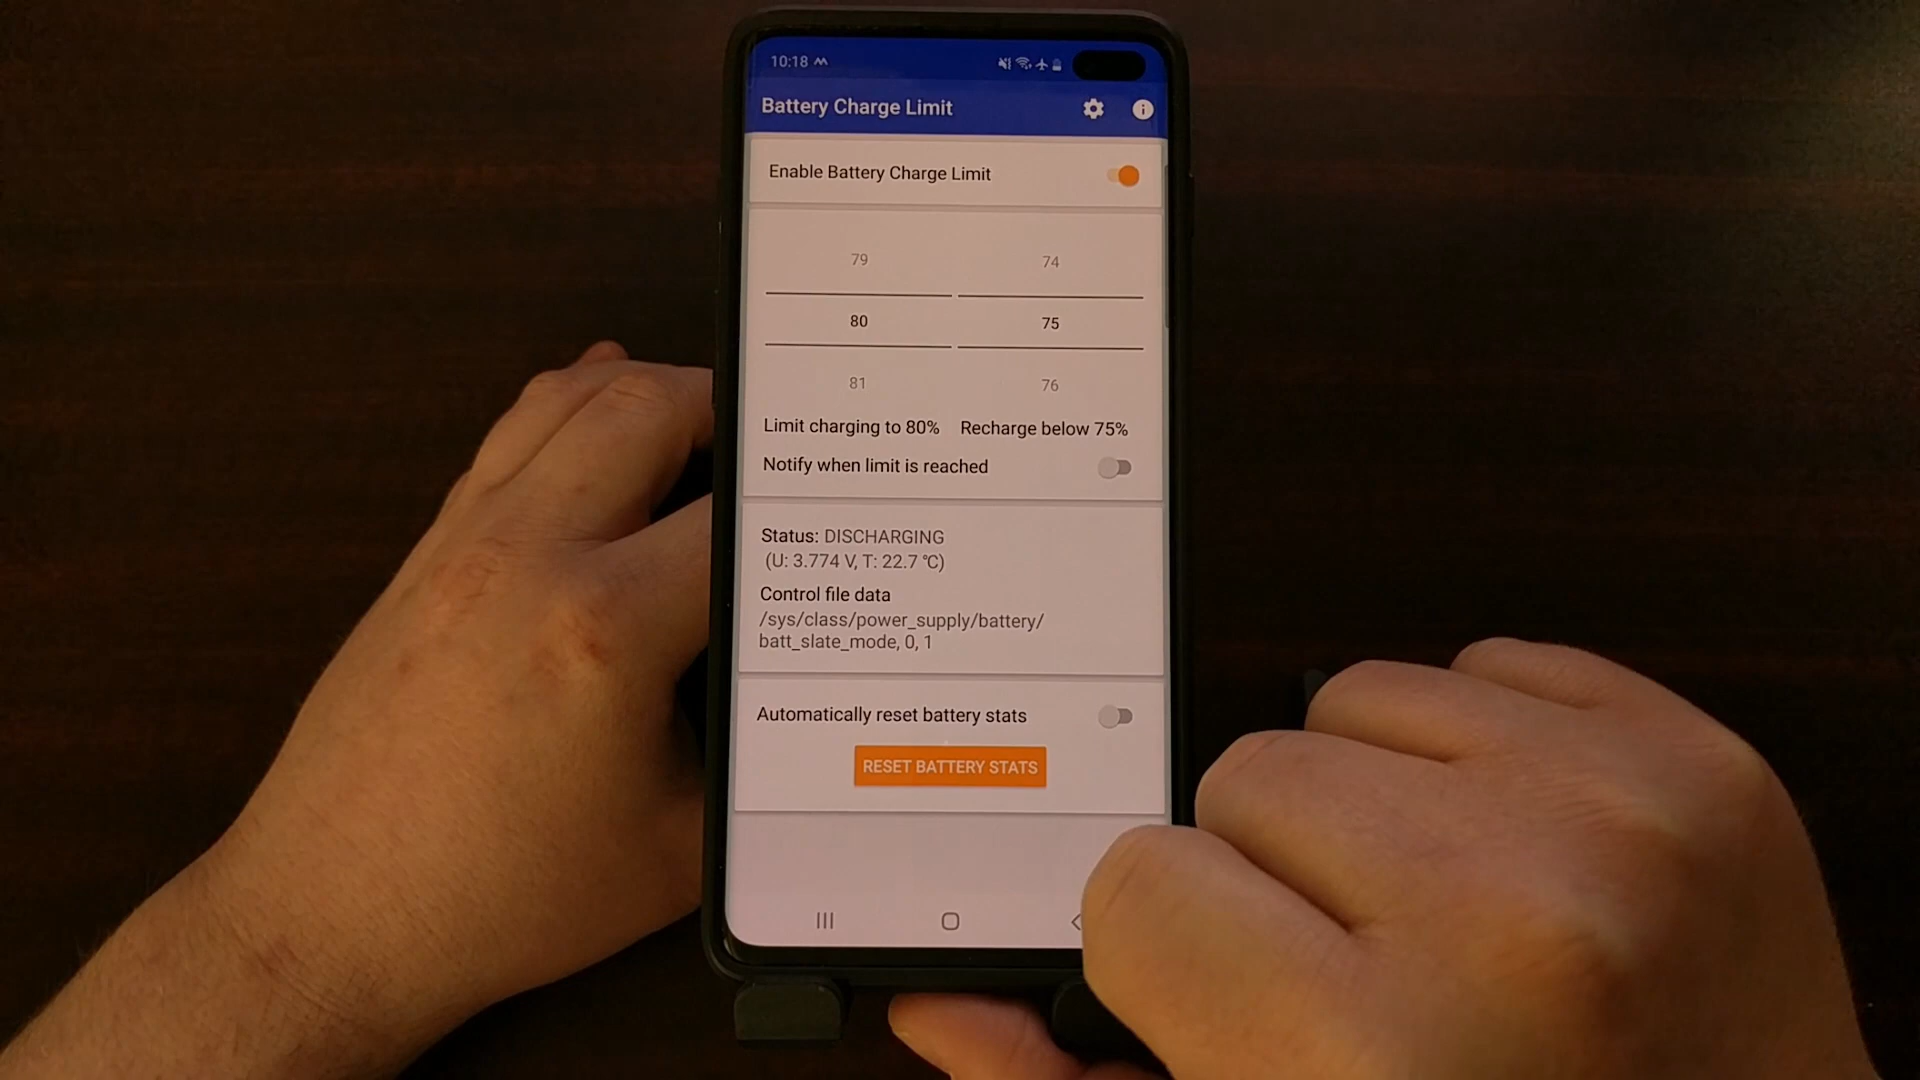 10:18
Battery Charge Limit
Enable Battery Charge Limit
79 74
80 75
81 76
Limit charging to 80% Recharge below 75%
Notify when limit is reached
Status: DISCHARGING
(U: 3.774 V, T: 22.7 °C)
Control file data
/sys/class/power_supply/battery/
batt_slate_mode, 0, 1
Automatically reset battery stats
RESET BATTERY STATS